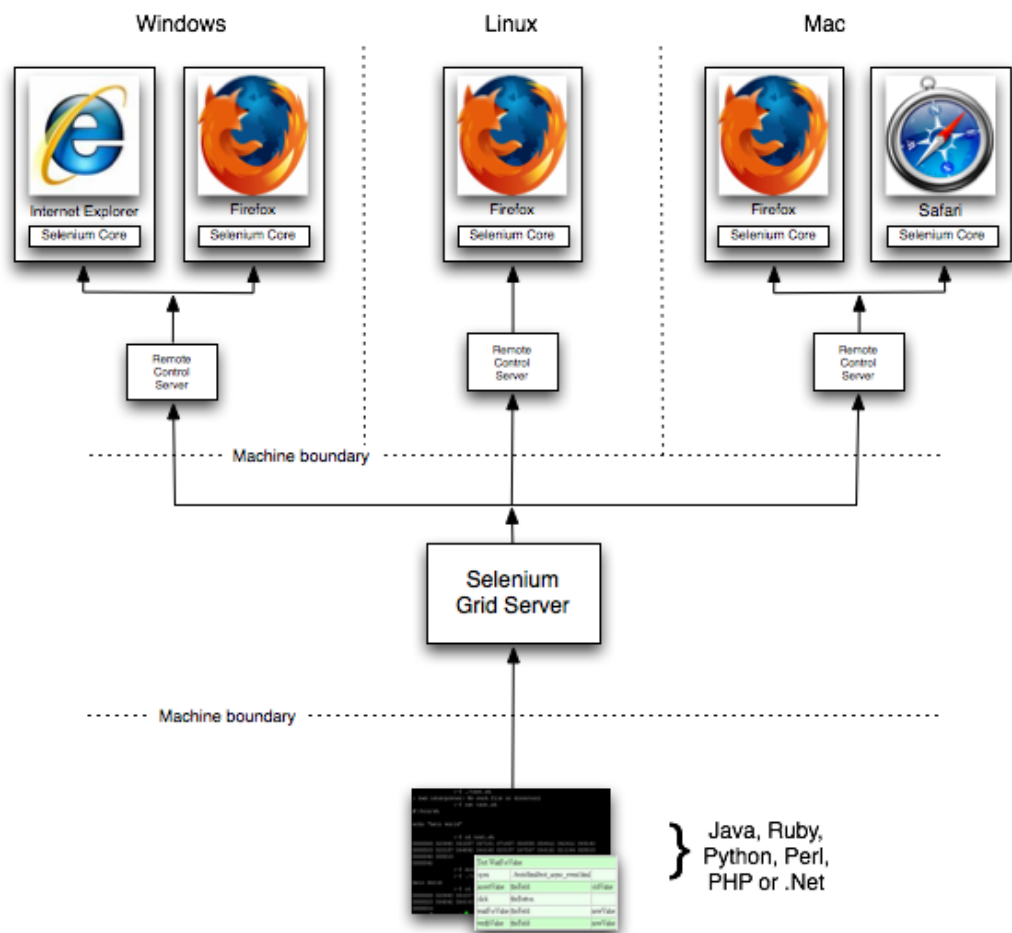 Windows
Linux
Mac
Internet Explorer
Selenium Core
Firefox
Selenium Core
Firefox
Selenium Core
Firefox
Selenium Core
Safari
Selenium Core
Remote
Control
Server
Remote
Control
Server
Remote
Control
Server
Machine boundary
Selenium
Grid Server
Machine boundary
Java, Ruby,
Python, Perl,
PHP or .Net